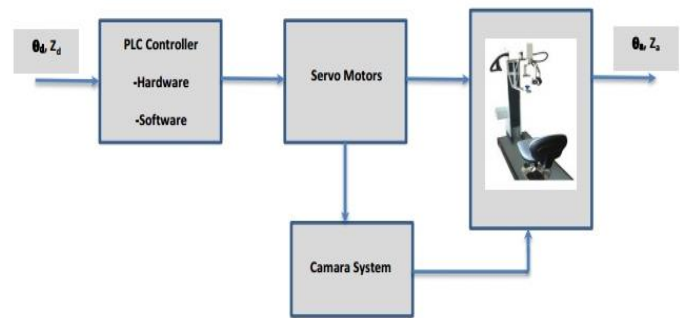 θd, Zd
PLC Controller
-Hardware
-Software
Servo Motors
θa, Za
Camara System